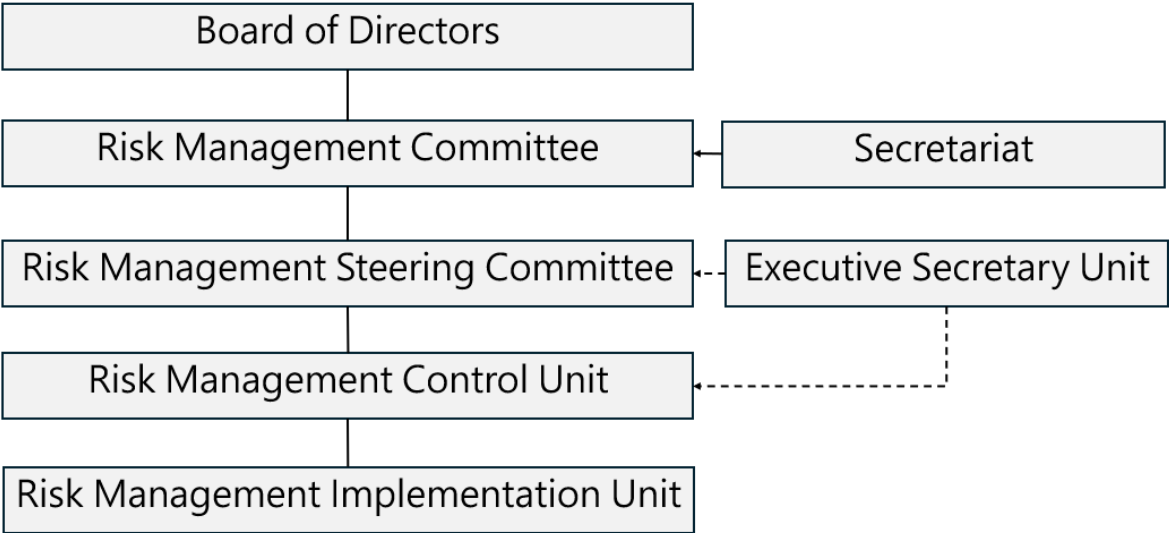 Board of Directors
Risk Management Committee
Secretariat
Risk Management Steering Committee
Executive Secretary Unit
Risk Management Control Unit
Risk Management Implementation Unit